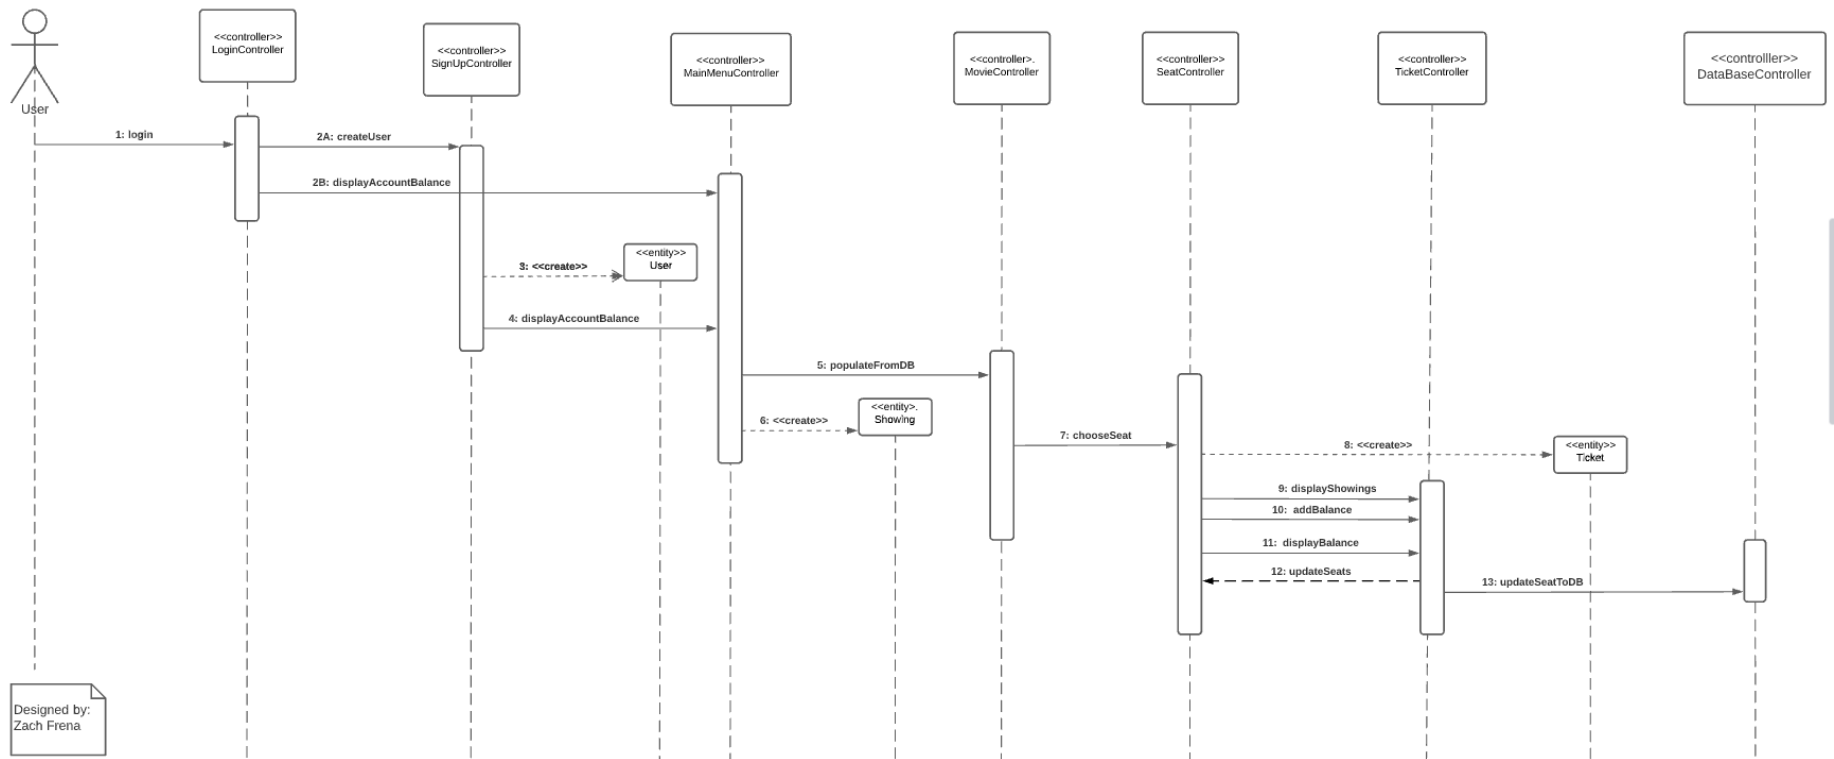 <<controller>>
LoginController
<<controller>>
SignUpController
<<controller>>
MainMenuController
<<controller>.
MovieController
<<controller>>
SeatController
<<controller>>
TicketController
<<controlller>>
DataBaseController
User
1: login
2A: createUser
2B: displayAccountBalance
<<entity>>
User
3: <<create>>
4: displayAccountBalance
5: populateFromDB
<<entity>.
Showing
6: <<create>>
7: chooseSeat
8: <<create>>
<<entity>>
Ticket
9: displayShowings
10: addBalance
11: displayBalance
12: updateSeats
13: updateSeatToDB
Designed by:
Zach Frena